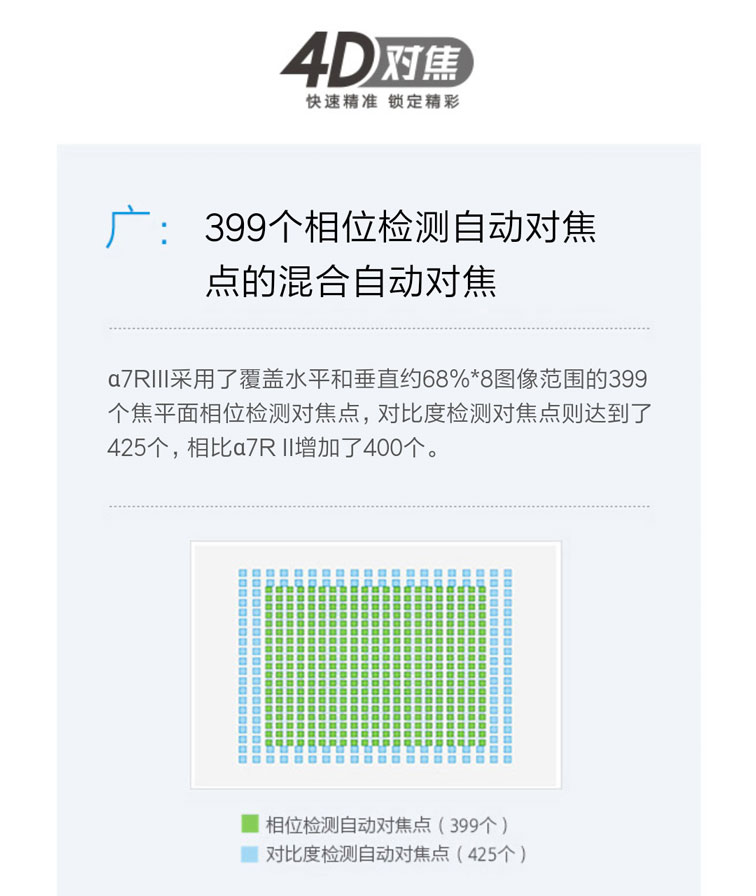 4D对焦
快速精准 锁定精彩
广： 399个相位检测自动对焦
点的混合自动对焦
α7RIII采用了覆盖水平和垂直约68%*8图像范围的399
个焦平面相位检测对焦点，对比度检测对焦点则达到了
425个，相比α7R II增加了400个。
相位检测自动对焦点（399个）
对比度检测自动对焦点（425个）